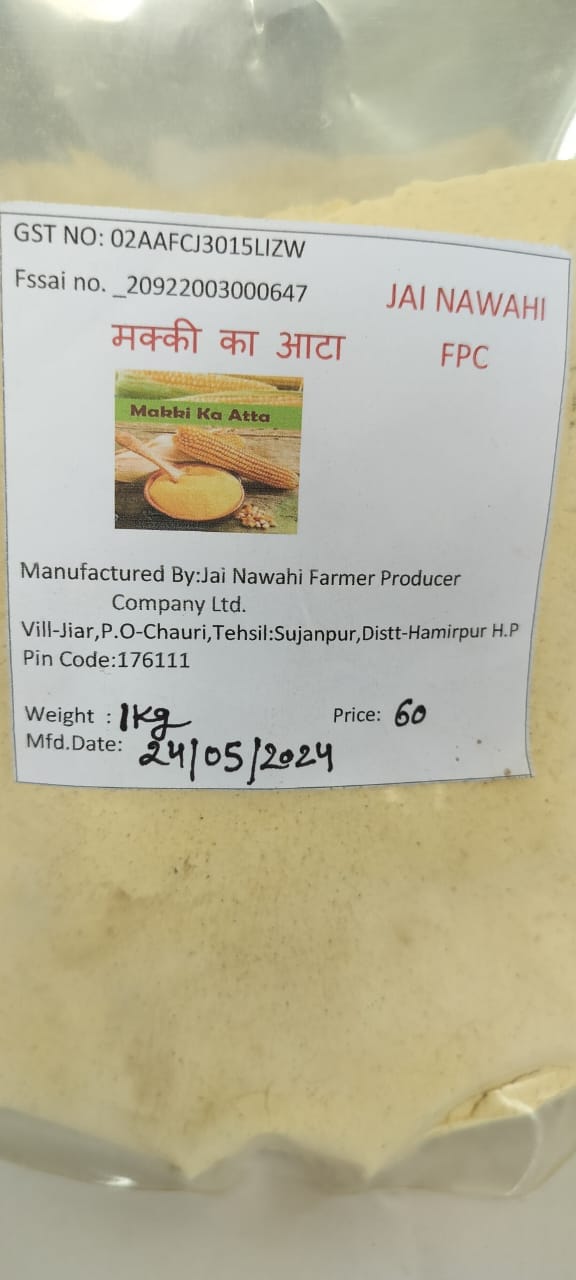 GST NO: 02AAFCJ3015LIZW
Fssai no. _20922003000647
JAI NAWAHI
FPC
मक्की का आटा
Makki Ka Atta
Manufactured By:Jai Nawahi Farmer Producer
Company Ltd.
Vill-Jiar,P.O-Chauri,Tehsil:Sujanpur,Distt-Hamirpur H.P
Pin Code:176111
Weight : 1Kg
Price: 60
Mfd.Date: 24/05/2024